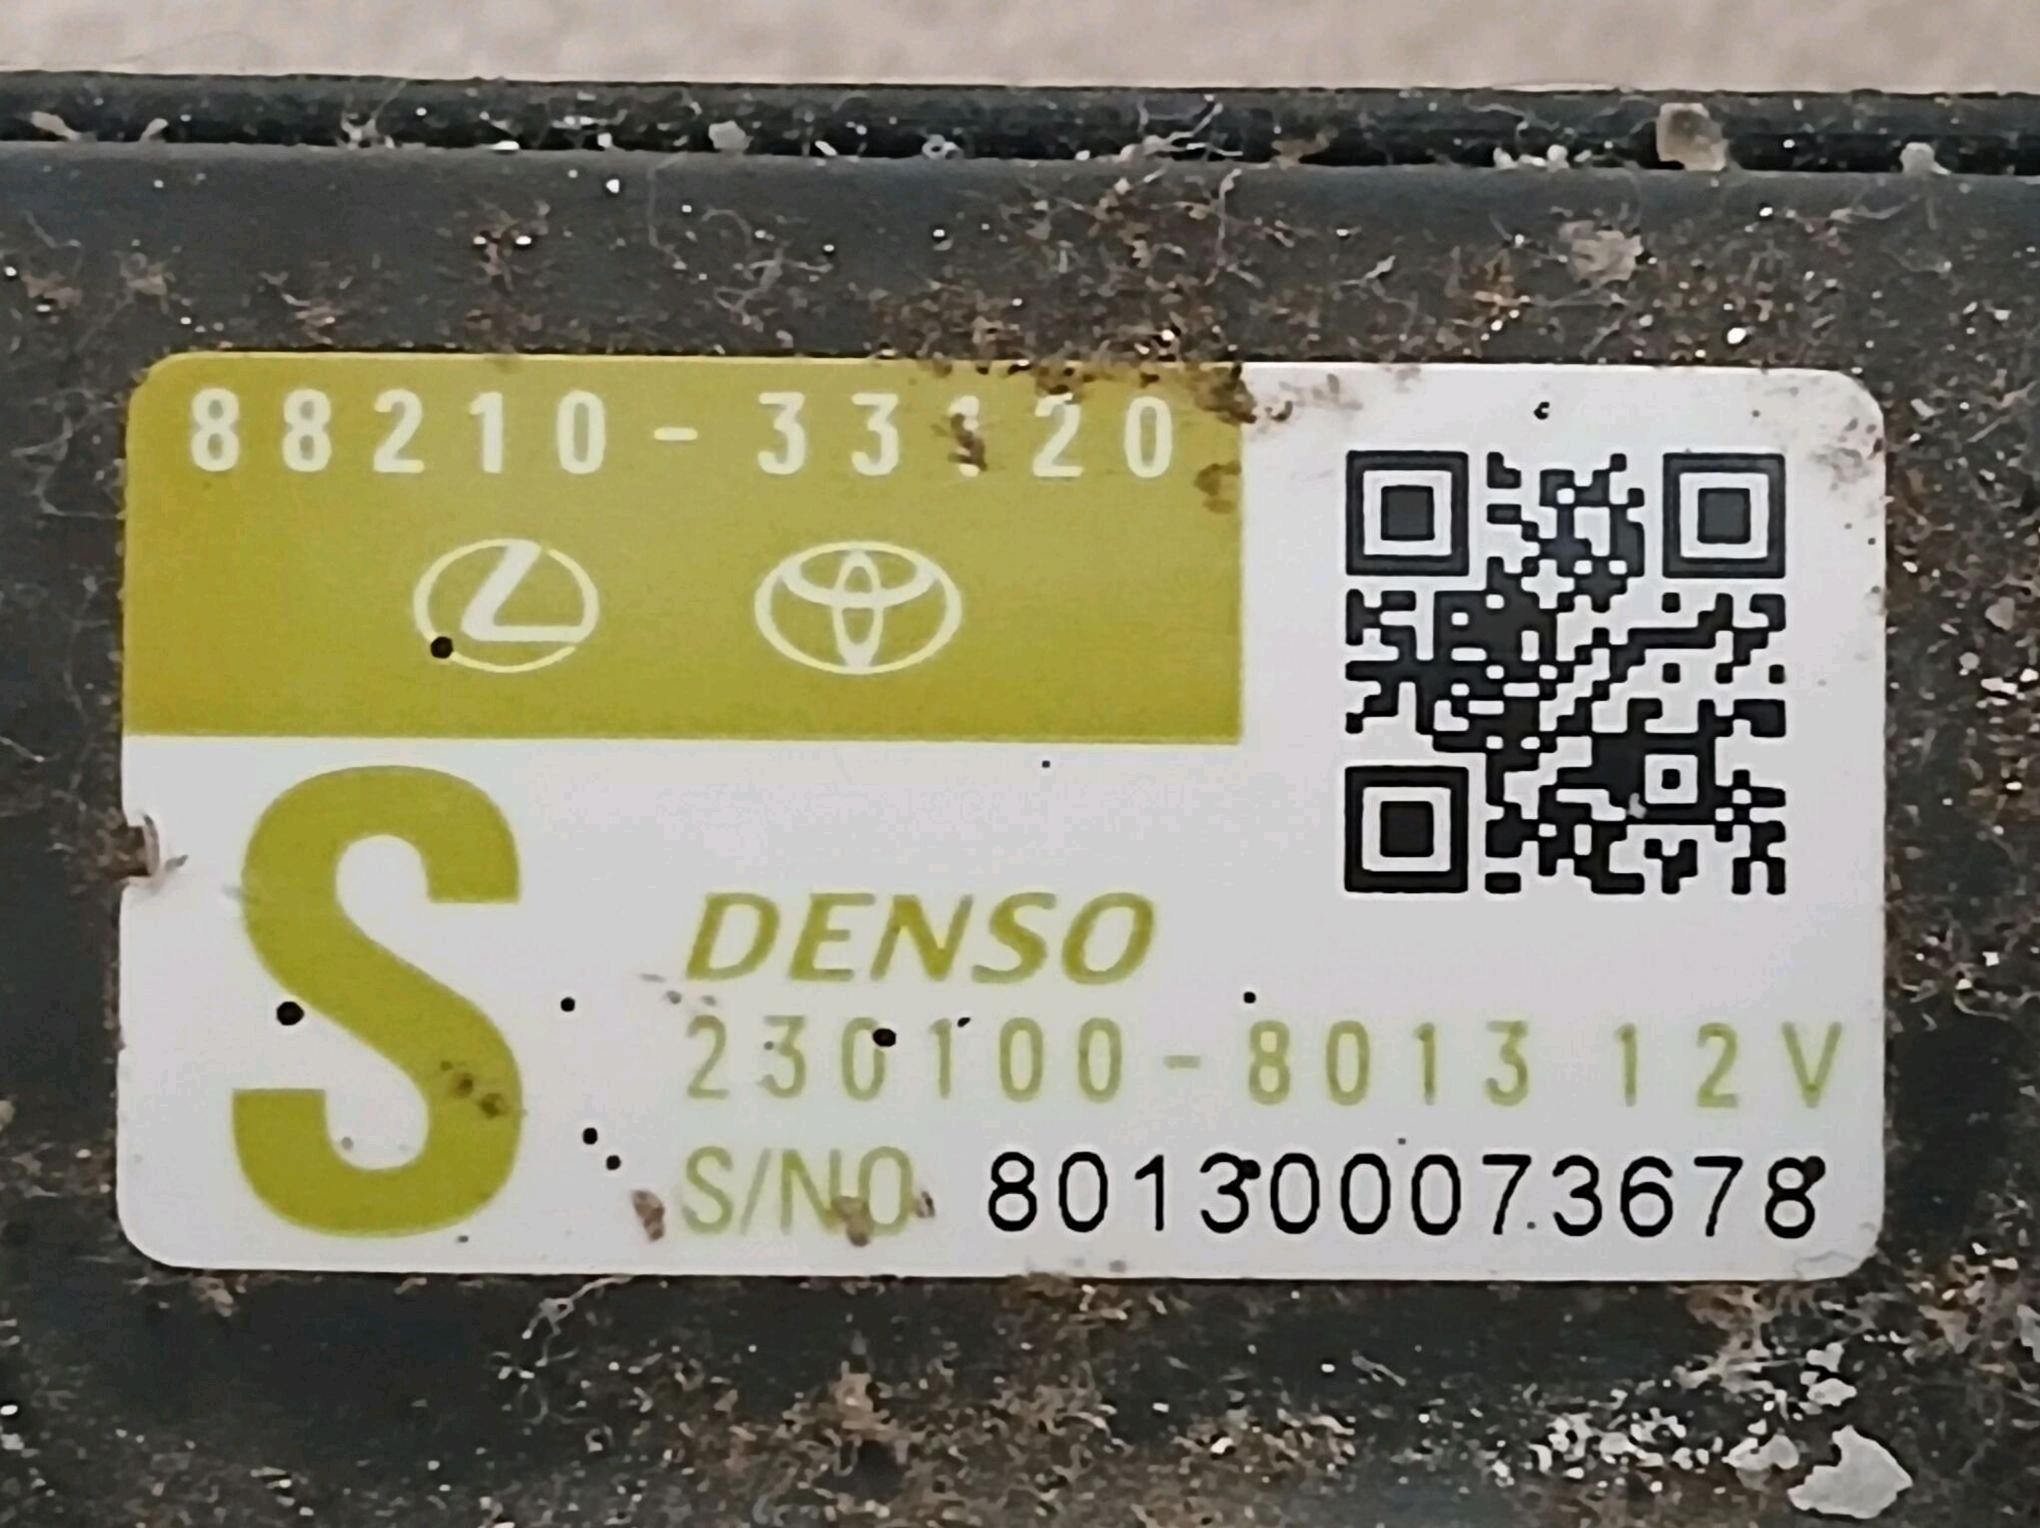 88210-33120
S
DENSO
230100-8013 12V
S/NO 801300073678